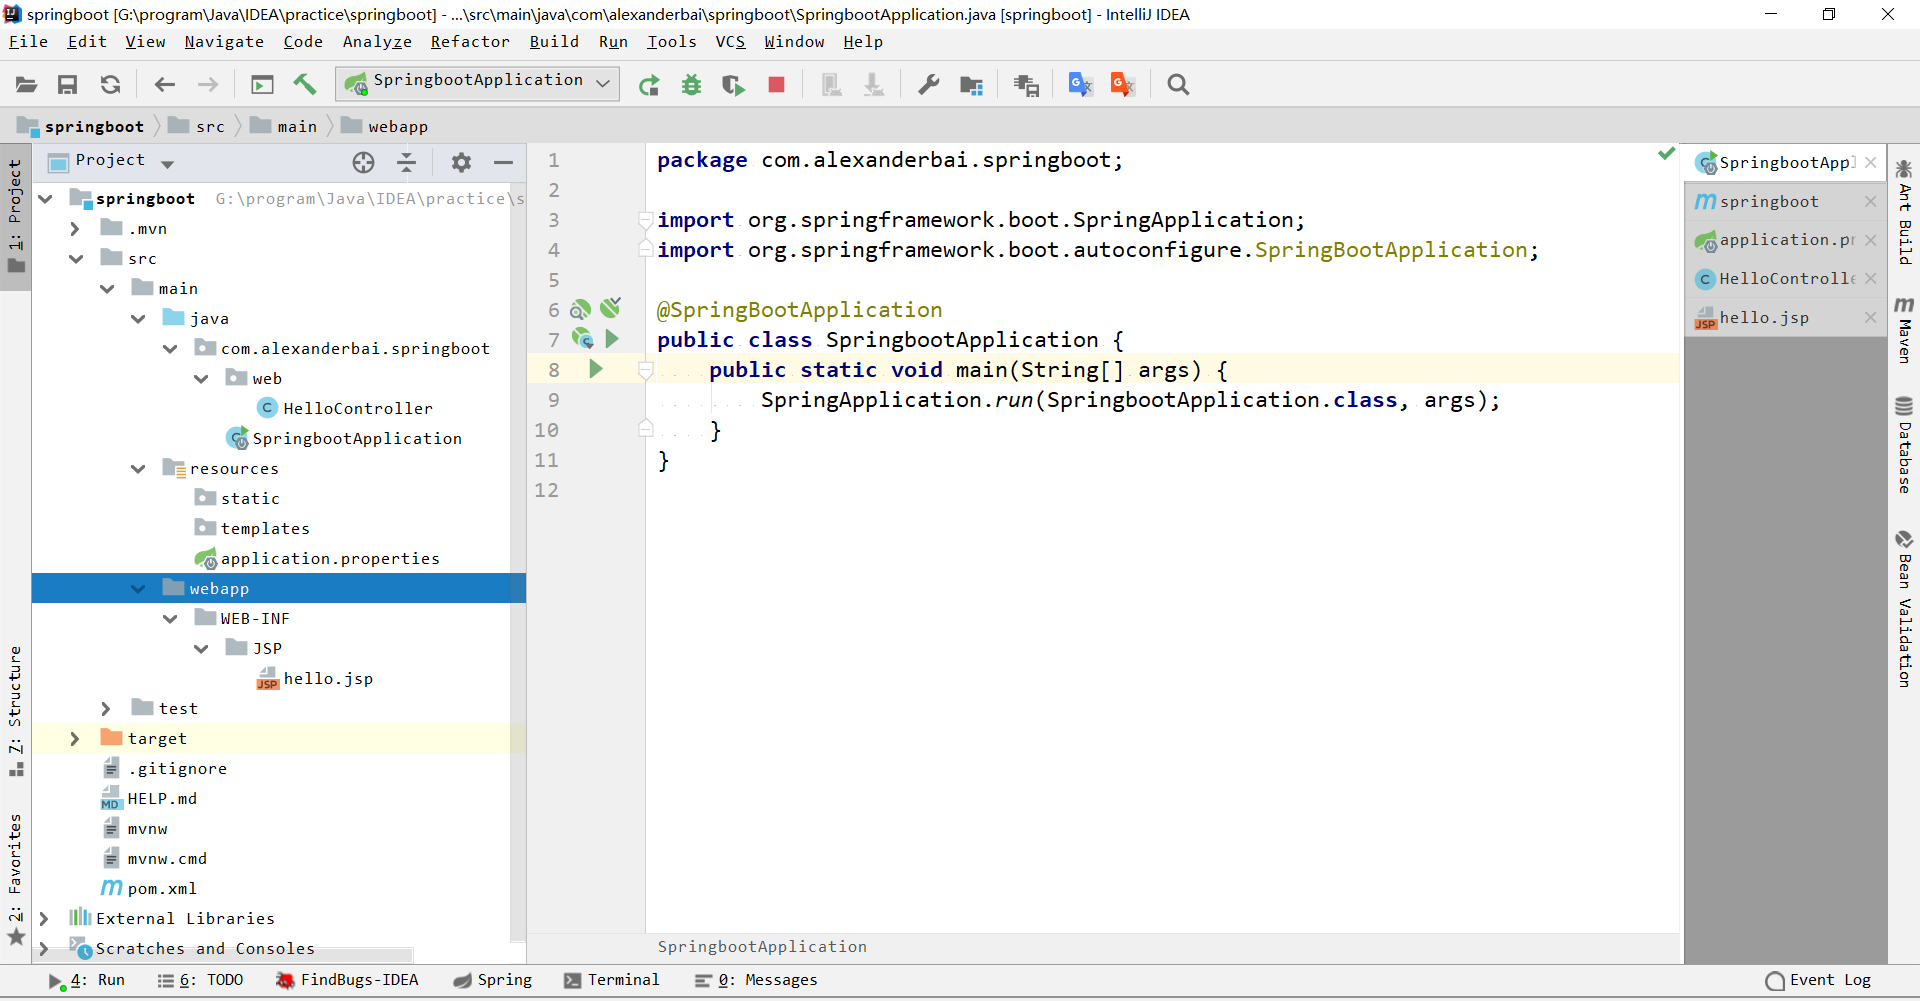 springboot [G:\program\Java\IDEA\practice\springboot] - ...\src\main\java\com\alexanderbai\springboot\SpringbootApplication.java [springboot] - IntelliJ IDEA
File Edit View Navigate Code Analyze Refactor Build Run Tools VCS Window Help
SpringbootApplication
springboot src main webapp
1: Project
7: Structure
2: Favorites
Project
springboot G:\program\Java\IDEA\practice\s
.mvn
src
main
java
com.alexanderbai.springboot
web
HelloController
SpringbootApplication
resources
static
templates
application.properties
webapp
WEB-INF
JSP
hello.jsp
test
target
.gitignore
HELP.md
mvnw
mvnw.cmd
pom.xml
External Libraries
Scratches and Consoles
1 package com.alexanderbai.springboot;
2
3 import org.springframework.boot.SpringApplication;
4 import org.springframework.boot.autoconfigure.SpringBootApplication;
5
6 @SpringBootApplication
7 public class SpringbootApplication {
8 public static void main(String[] args) {
9 SpringApplication.run(SpringbootApplication.class, args);
10 }
11 }
12
SpringbootApplication
SpringbootApp
springboot
application.pr
HelloControlle
hello.jsp
Ant Build
Maven
Database
Bean Validation
4: Run 6: TODO FindBugs-IDEA Spring Terminal 0: Messages Event Log